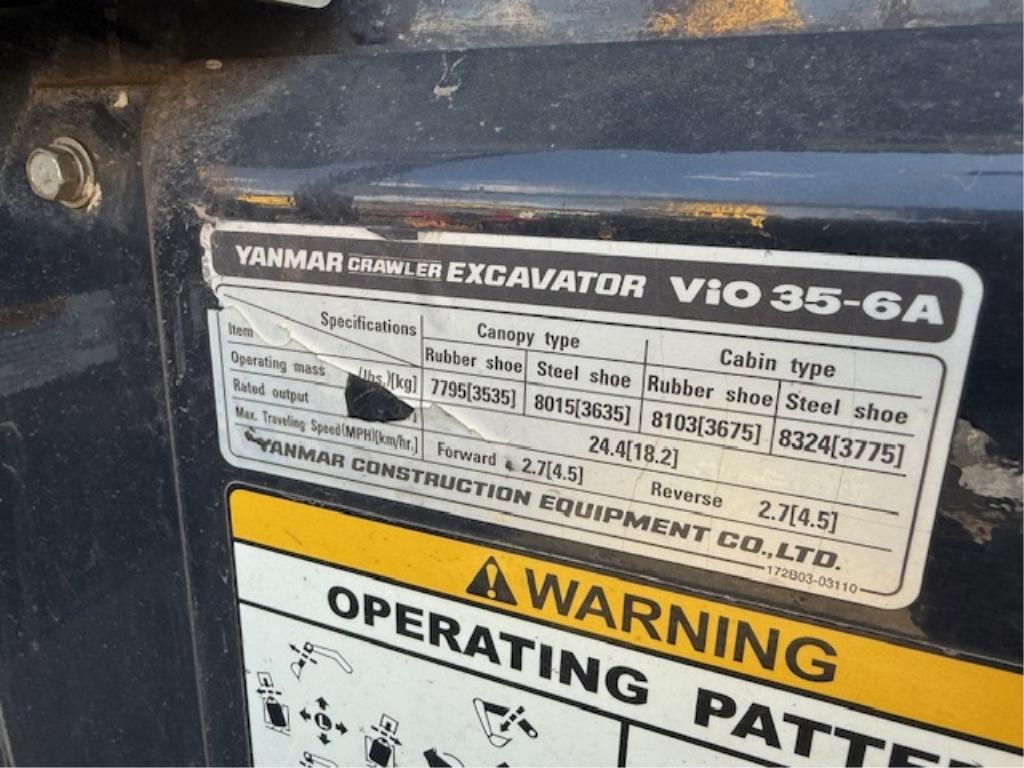 YANMAR CRAWLER EXCAVATOR ViO 35-6A
Item Specifications Canopy type Cabin type
Rubber shoe Steel shoe Rubber shoe Steel shoe
Operating mass (lbs.)[kg] 7795[3535] 8015[3635] 8103[3675] 8324[3775]
Rated output 24.4[18.2]
Max. Traveling Speed(MPH)[km/hr.] Forward 2.7[4.5] Reverse 2.7[4.5]
YANMAR CONSTRUCTION EQUIPMENT CO.,LTD.
172B03-03110
WARNING
OPERATING PATTE
L